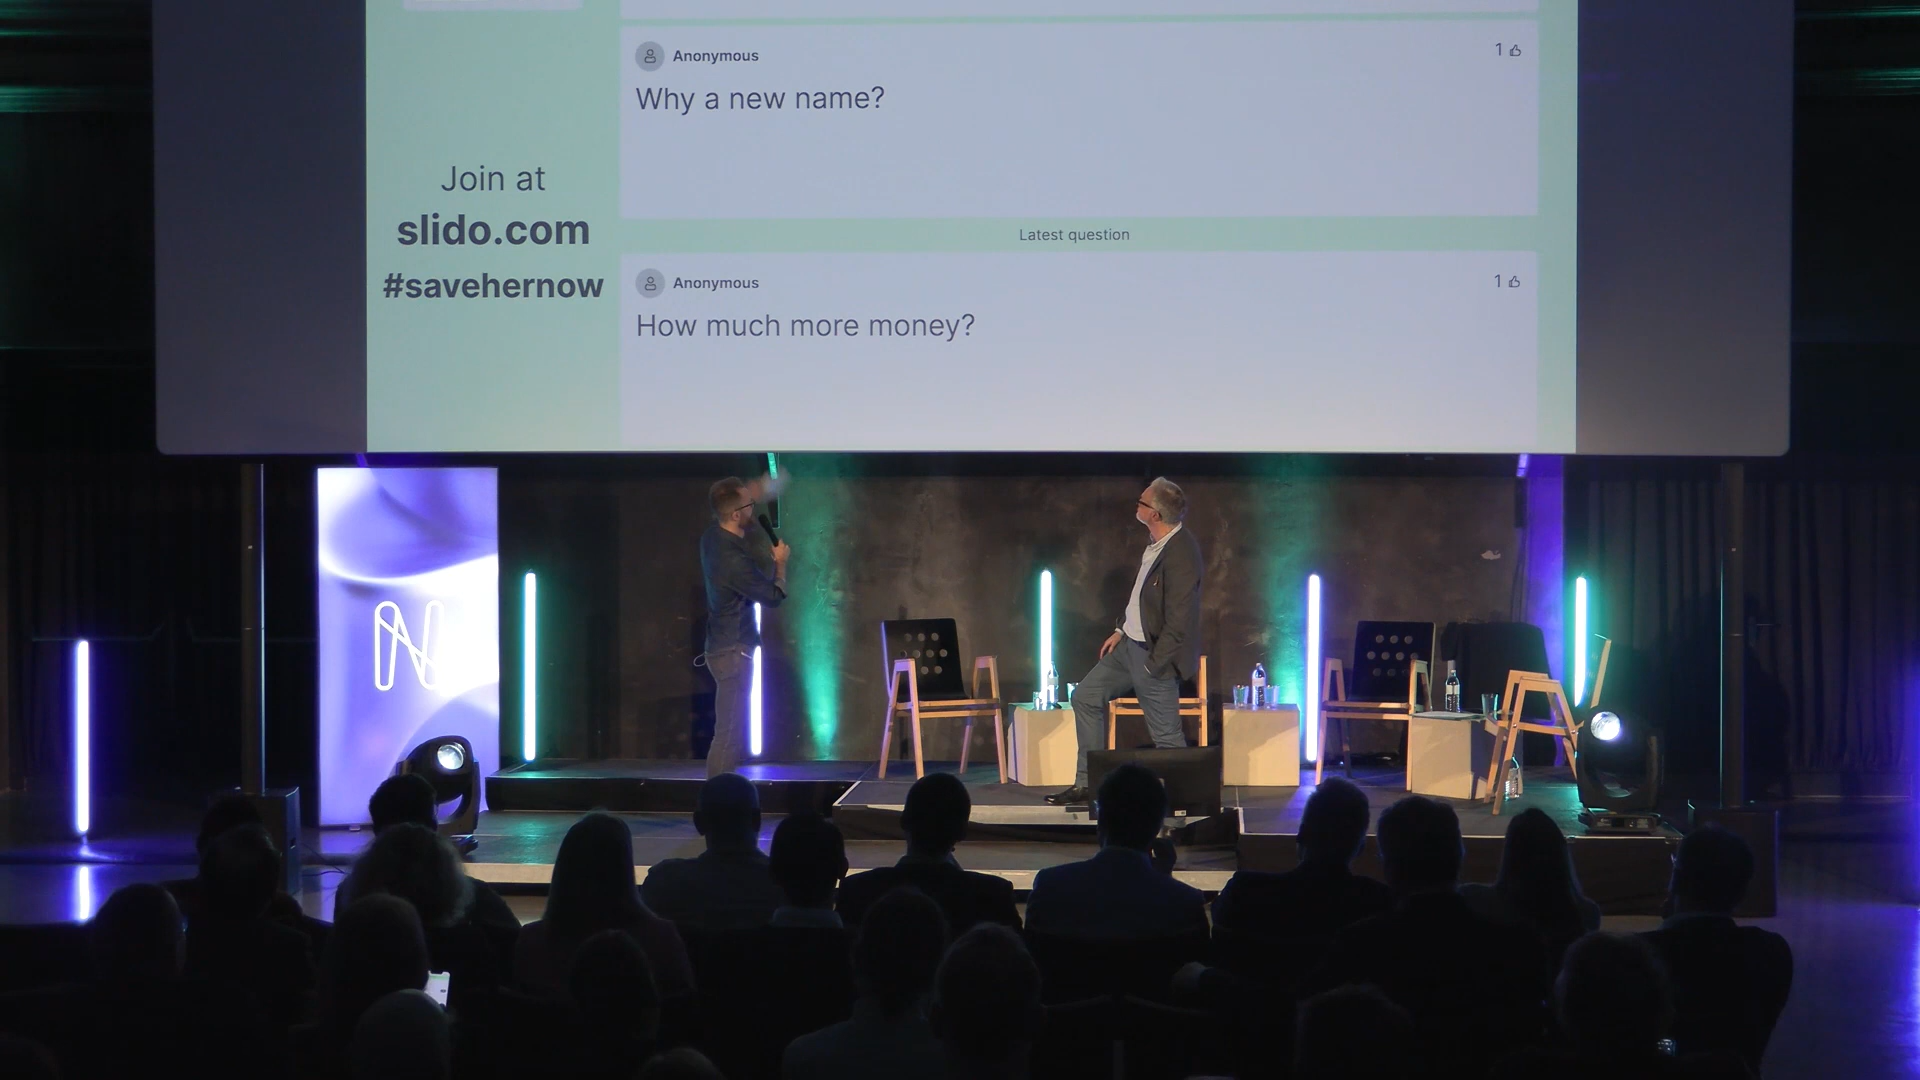 Anonymous
1
Why a new name?
Join at
slido.com
#savehernow
Latest question
Anonymous
1
How much more money?
N